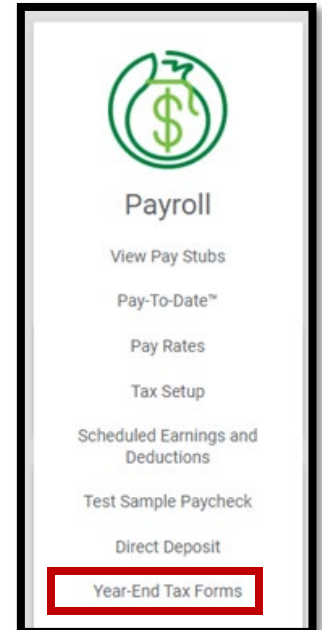 $
Payroll
View Pay Stubs
Pay-To-Date™
Pay Rates
Tax Setup
Scheduled Earnings and
Deductions
Test Sample Paycheck
Direct Deposit
Year-End Tax Forms